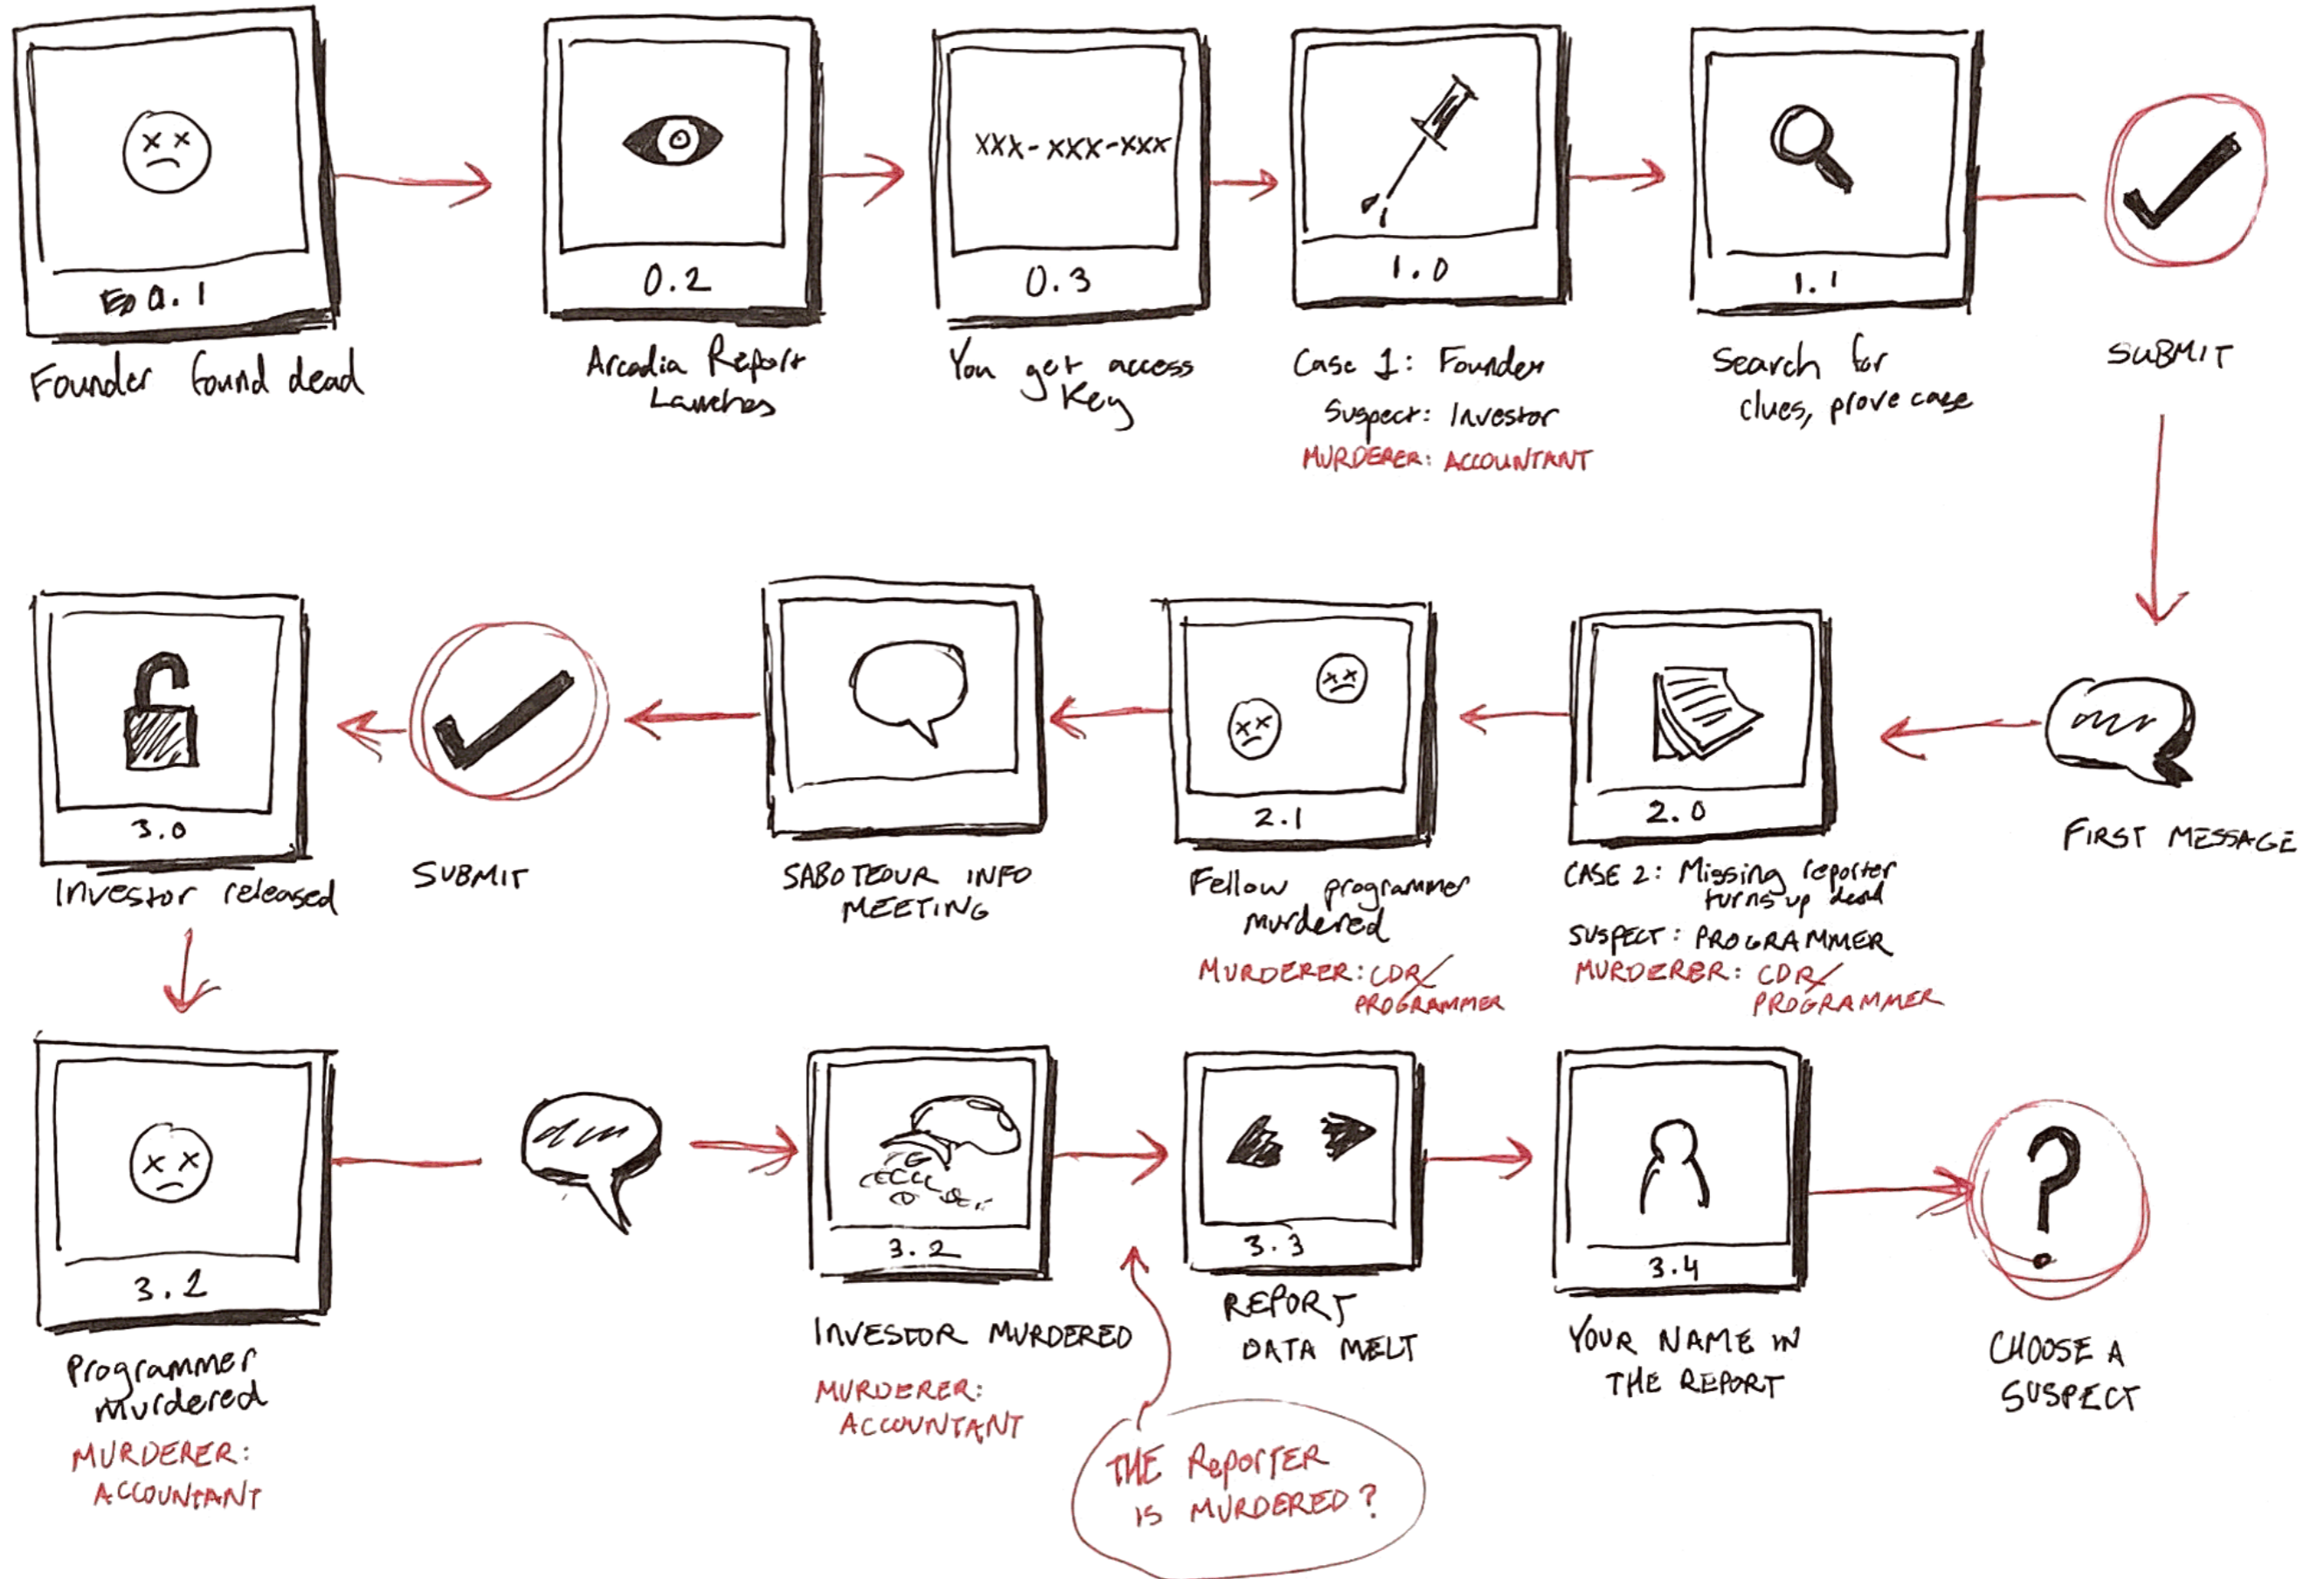 0.1
Founder found dead
0.2
Arcadia Report
Launches
xxx-xxx-xxx
0.3
You get access
Key
1.0
Case 1: Founder
Suspect: Investor
MURDERER: ACCOUNTANT
1.1
Search for
clues, prove case
SUBMIT
FIRST MESSAGE
2.0
CASE 2: Missing reporter
turns up dead
SUSPECT: PROGRAMMER
MURDERER: CDR/
PROGRAMMER
2.1
Fellow programmer
murdered
MURDERER: CDR/
PROGRAMMER
SABOTEUR INFO
MEETING
SUBMIT
3.0
Investor released
3.1
Programmer
Murdered
MURDERER:
ACCOUNTANT
3.2
INVESTOR MURDERED
MURDERER:
ACCOUNTANT
THE REPORTER
IS MURDERED?
3.3
REPORT
DATA MELT
3.4
YOUR NAME IN
THE REPORT
?
CHOOSE A
SUSPECT